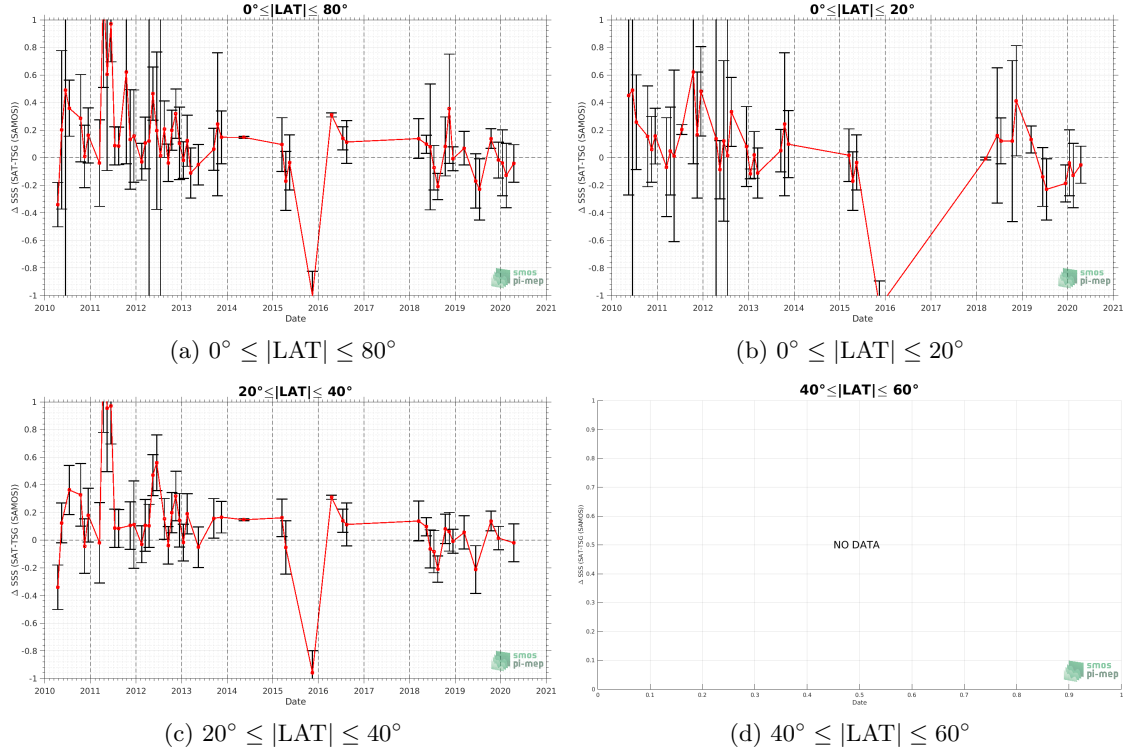 0°≤|LAT|≤ 80°
Δ SSS (SAT-TSG (SAMOS))
1
0.8
0.6
0.4
0.2
0
-0.2
-0.4
-0.6
-0.8
-1
2010 2011 2012 2013 2014 2015 2016 2017 2018 2019 2020 2021
Date
smos
pi-mep
(a) 0° ≤ |LAT| ≤ 80°
0°≤|LAT|≤ 20°
Δ SSS (SAT-TSG (SAMOS))
1
0.8
0.6
0.4
0.2
0
-0.2
-0.4
-0.6
-0.8
-1
2010 2011 2012 2013 2014 2015 2016 2017 2018 2019 2020 2021
Date
smos
pi-mep
(b) 0° ≤ |LAT| ≤ 20°
20°≤|LAT|≤ 40°
Δ SSS (SAT-TSG (SAMOS))
1
0.8
0.6
0.4
0.2
0
-0.2
-0.4
-0.6
-0.8
-1
2010 2011 2012 2013 2014 2015 2016 2017 2018 2019 2020 2021
Date
smos
pi-mep
(c) 20° ≤ |LAT| ≤ 40°
40°≤|LAT|≤ 60°
Δ SSS (SAT-TSG (SAMOS))
1
0.9
0.8
0.7
0.6
0.5
0.4
0.3
0.2
0.1
0
NO DATA
0 0.1 0.2 0.3 0.4 0.5 0.6 0.7 0.8 0.9 1
Date
smos
pi-mep
(d) 40° ≤ |LAT| ≤ 60°